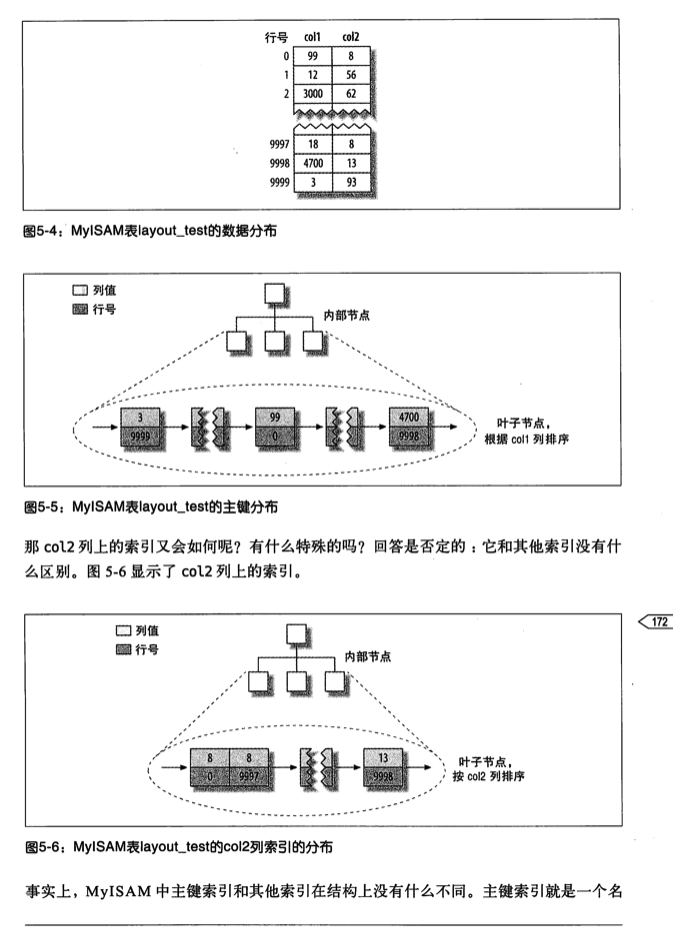 行号 col1 col2
0 99 8
1 12 56
2 3000 62
9997 18 8
9998 4700 13
9999 3 93
图5-4：MyISAM表layout_test的数据分布
列值
行号
内部节点
3 99 4700
9999 0 9998
叶子节点，
根据 col1 列排序
图5-5：MyISAM表layout_test的主键分布
那 col2 列上的索引又会如何呢？有什么特殊的吗？回答是否定的：它和其他索引没有什
么区别。图 5-6 显示了 col2 列上的索引。
172
列值
行号
内部节点
8 8 13
0 9997 9998
叶子节点，
按 col2 列排序
图5-6：MyISAM表layout_test的col2列索引的分布
事实上，MyISAM 中主键索引和其他索引在结构上没有什么不同。主键索引就是一个名